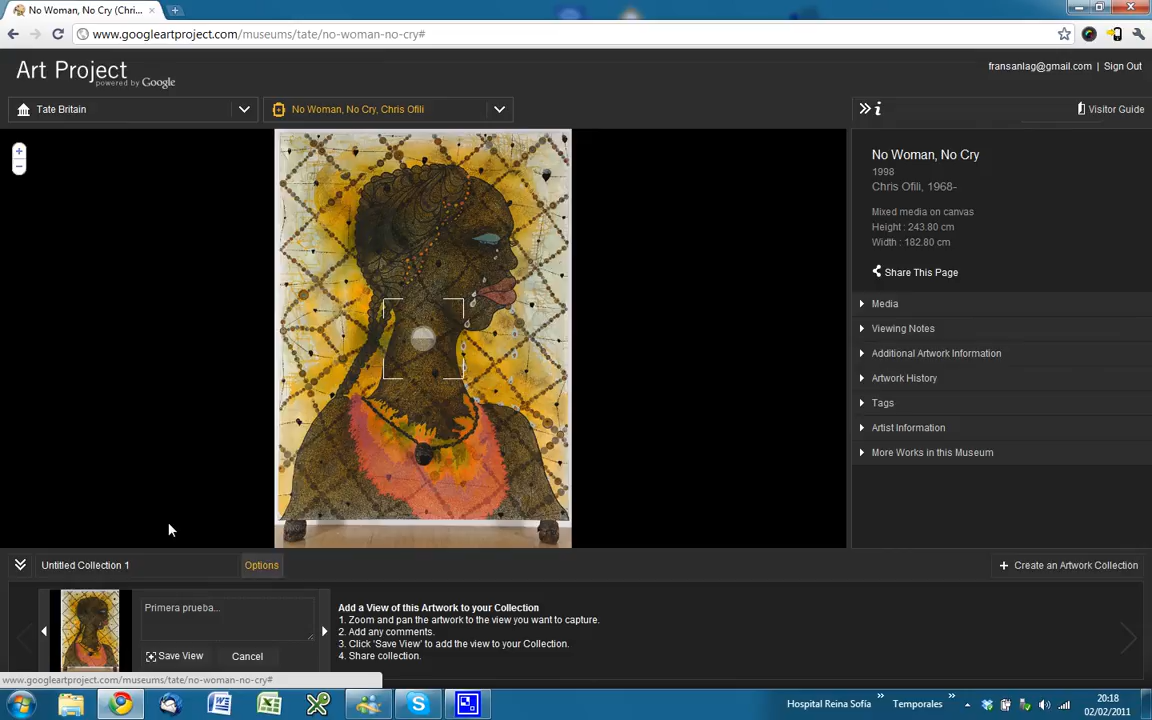 No Woman, No Cry (Chri...
www.googleartproject.com/museums/tate/no-woman-no-cry#
Art Project
powered by Google
fransanlag@gmail.com | Sign Out
Tate Britain
No Woman, No Cry, Chris Ofili
Visitor Guide
No Woman, No Cry
1998
Chris Ofili, 1968-
Mixed media on canvas
Height : 243.80 cm
Width : 182.80 cm
Share This Page
Media
Viewing Notes
Additional Artwork Information
Artwork History
Tags
Artist Information
More Works in this Museum
Untitled Collection 1
Options
+ Create an Artwork Collection
Primera prueba...
Save View
Cancel
Add a View of this Artwork to your Collection
1. Zoom and pan the artwork to the view you want to capture.
2. Add any comments.
3. Click 'Save View' to add the view to your Collection.
4. Share collection.
www.googleartproject.com/museums/tate/no-woman-no-cry#
Hospital Reina Sofía
Temporales
20:18
02/02/2011